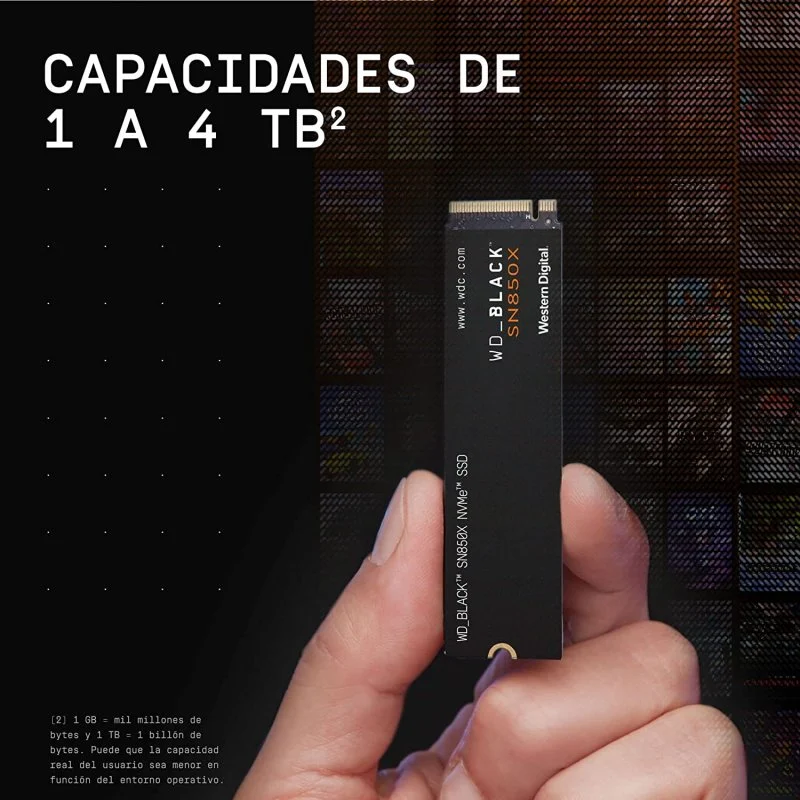 CAPACIDADES DE
1 A 4 TB²
www.wdc.com
WD_BLACK™
SN850X
Western Digital.
WD_BLACK™ SN850X NVMe™ SSD
[2] 1 GB = mil millones de
bytes y 1 TB = 1 billón de
bytes. Puede que la capacidad
real del usuario sea menor en
función del entorno operativo.